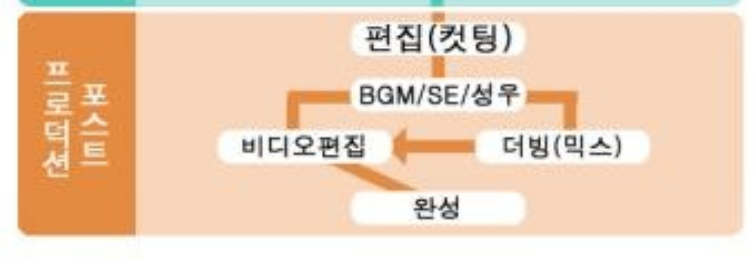 포스트
프로덕션
편집(컷팅)
BGM/SE/성우
비디오편집
더빙(믹스)
완성